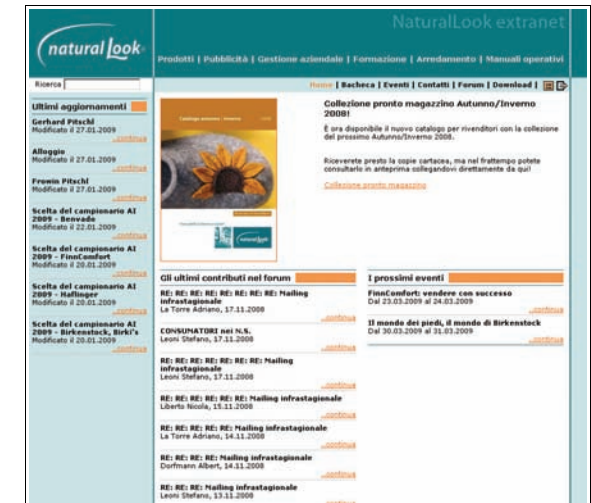 NaturalLook extranet
natural look
Prodotti | Pubblicità | Gestione aziendale | Formazione | Arredamento | Manuali operativi
Ricerca
Home | Bacheca | Eventi | Contatti | Forum | Download |
Ultimi aggiornamenti
Gerhard Pitschl
Modificato il 27.01.2009
...continua
Alloggio
Modificato il 27.01.2009
...continua
Frowin Pitschl
Modificato il 27.01.2009
...continua
Scelta del campionario AI
2009 - Benvado
Modificato il 22.01.2009
...continua
Scelta del campionario AI
2009 - FinnComfort
Modificato il 20.01.2009
...continua
Scelta del campionario AI
2009 - Haflinger
Modificato il 20.01.2009
...continua
Scelta del campionario AI
2009 - Birkenstock, Birki's
Modificato il 20.01.2009
...continua
Catalogo autunno / inverno
natural look
Collezione pronto magazzino Autunno/Inverno
2008!
È ora disponibile il nuovo catalogo per rivenditori con la collezione
del prossimo Autunno/Inverno 2008.
Riceverete presto la copie cartacea, ma nel frattempo potete
consultarlo in anteprima collegandovi direttamente da qui!
Collezione pronto magazzino
Gli ultimi contributi nel forum
RE: RE: RE: RE: RE: RE: RE: Mailing
infrastagionale
La Torre Adriano, 17.11.2008
...continua
CONSUMATORI nei N.S.
Leoni Stefano, 17.11.2008
...continua
RE: RE: RE: RE: RE: RE: Mailing
infrastagionale
Leoni Stefano, 17.11.2008
...continua
RE: RE: RE: RE: RE: Mailing infrastagionale
Liberto Nicola, 15.11.2008
...continua
RE: RE: RE: RE: Mailing infrastagionale
La Torre Adriano, 14.11.2008
...continua
RE: RE: RE: Mailing infrastagionale
Dorfmann Albert, 14.11.2008
...continua
RE: RE: RE: Mailing infrastagionale
Leoni Stefano, 13.11.2008
...continua
I prossimi eventi
FinnComfort: vendere con successo
Dal 23.03.2009 al 24.03.2009
...continua
Il mondo dei piedi, il mondo di Birkenstock
Dal 30.03.2009 al 31.03.2009
...continua